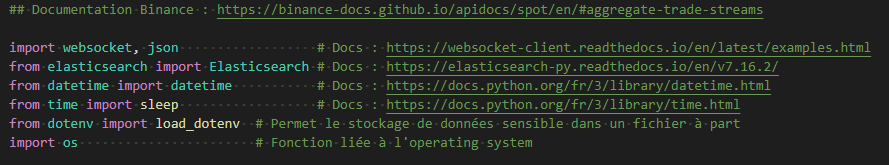 ## Documentation Binance : https://binance-docs.github.io/apidocs/spot/en/#aggregate-trade-streams
import websocket, json # Docs : https://websocket-client.readthedocs.io/en/latest/examples.html
from elasticsearch import Elasticsearch # Docs : https://elasticsearch-py.readthedocs.io/en/v7.16.2/
from datetime import datetime # Docs : https://docs.python.org/fr/3/library/datetime.html
from time import sleep # Docs : https://docs.python.org/fr/3/library/time.html
from dotenv import load_dotenv # Permet le stockage de données sensible dans un fichier à part
import os # Fonction liée à l'operating system